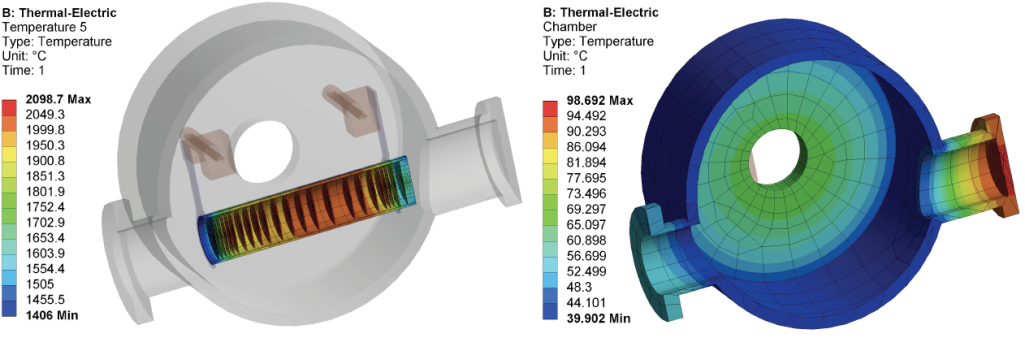 B: Thermal-Electric
Temperature 5
Type: Temperature
Unit: °C
Time: 1
2098.7 Max
2049.3
1999.8
1950.3
1900.8
1851.3
1801.9
1752.4
1702.9
1653.4
1603.9
1554.4
1505
1455.5
1406 Min
B: Thermal-Electric
Chamber
Type: Temperature
Unit: °C
Time: 1
98.692 Max
94.492
90.293
86.094
81.894
77.695
73.496
69.297
65.097
60.898
56.699
52.499
48.3
44.101
39.902 Min